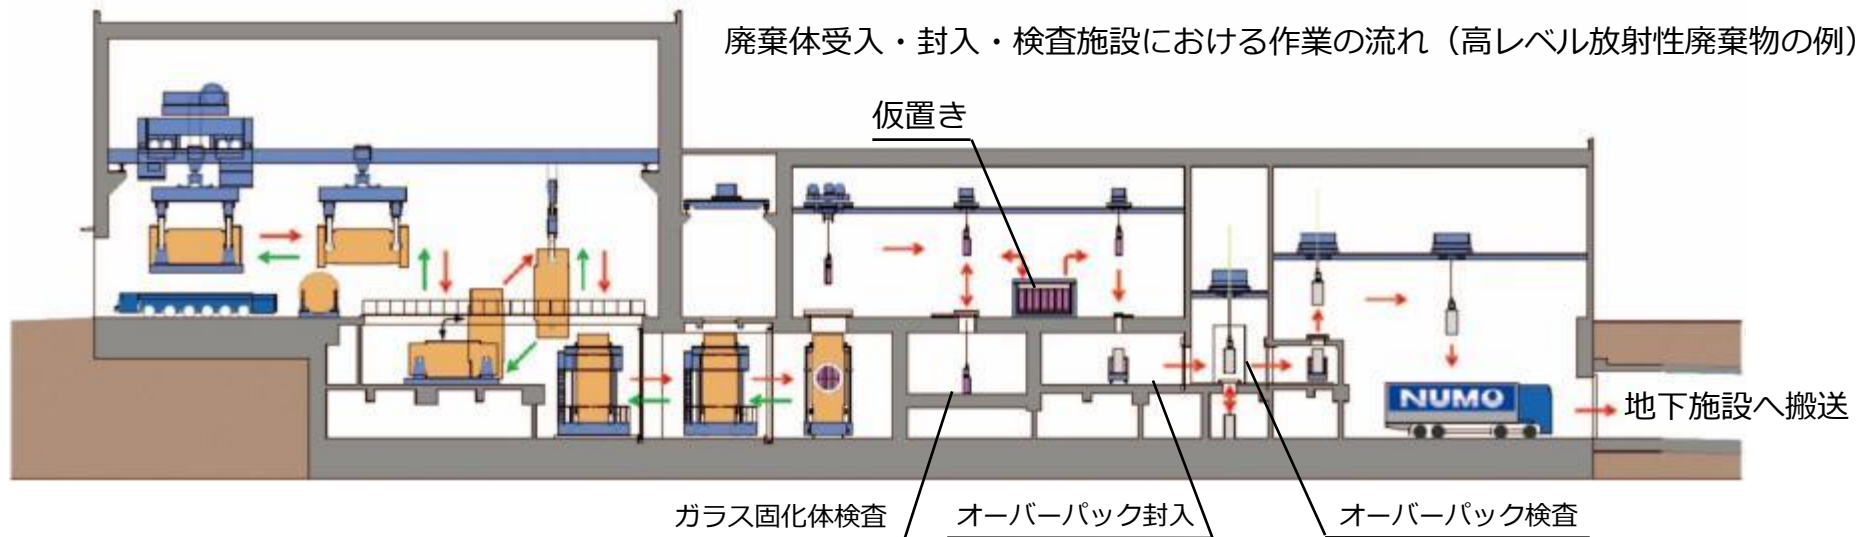 廃棄体受入・封入・検査施設における作業の流れ（高レベル放射性廃棄物の例）
仮置き
NUMO
地下施設へ搬送
ガラス固化体検査
オーバーパック封入
オーバーパック検査